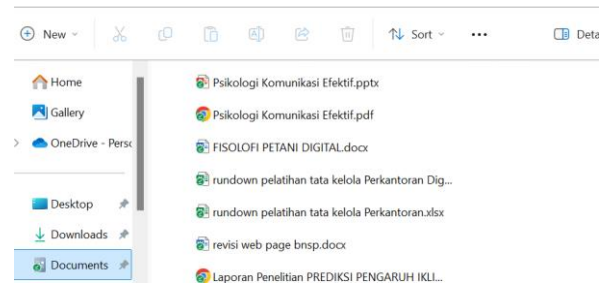 New
Sort
...
Deta
Home
Gallery
OneDrive - Perso
Desktop
Downloads
Documents
Psikologi Komunikasi Efektif.pptx
Psikologi Komunikasi Efektif.pdf
FISOLOFI PETANI DIGITAL.docx
rundown pelatihan tata kelola Perkantoran Dig...
rundown pelatihan tata kelola Perkantoran.xlsx
revisi web page bnsp.docx
Laporan Penelitian PREDIKSI PENGARUH IKLI...